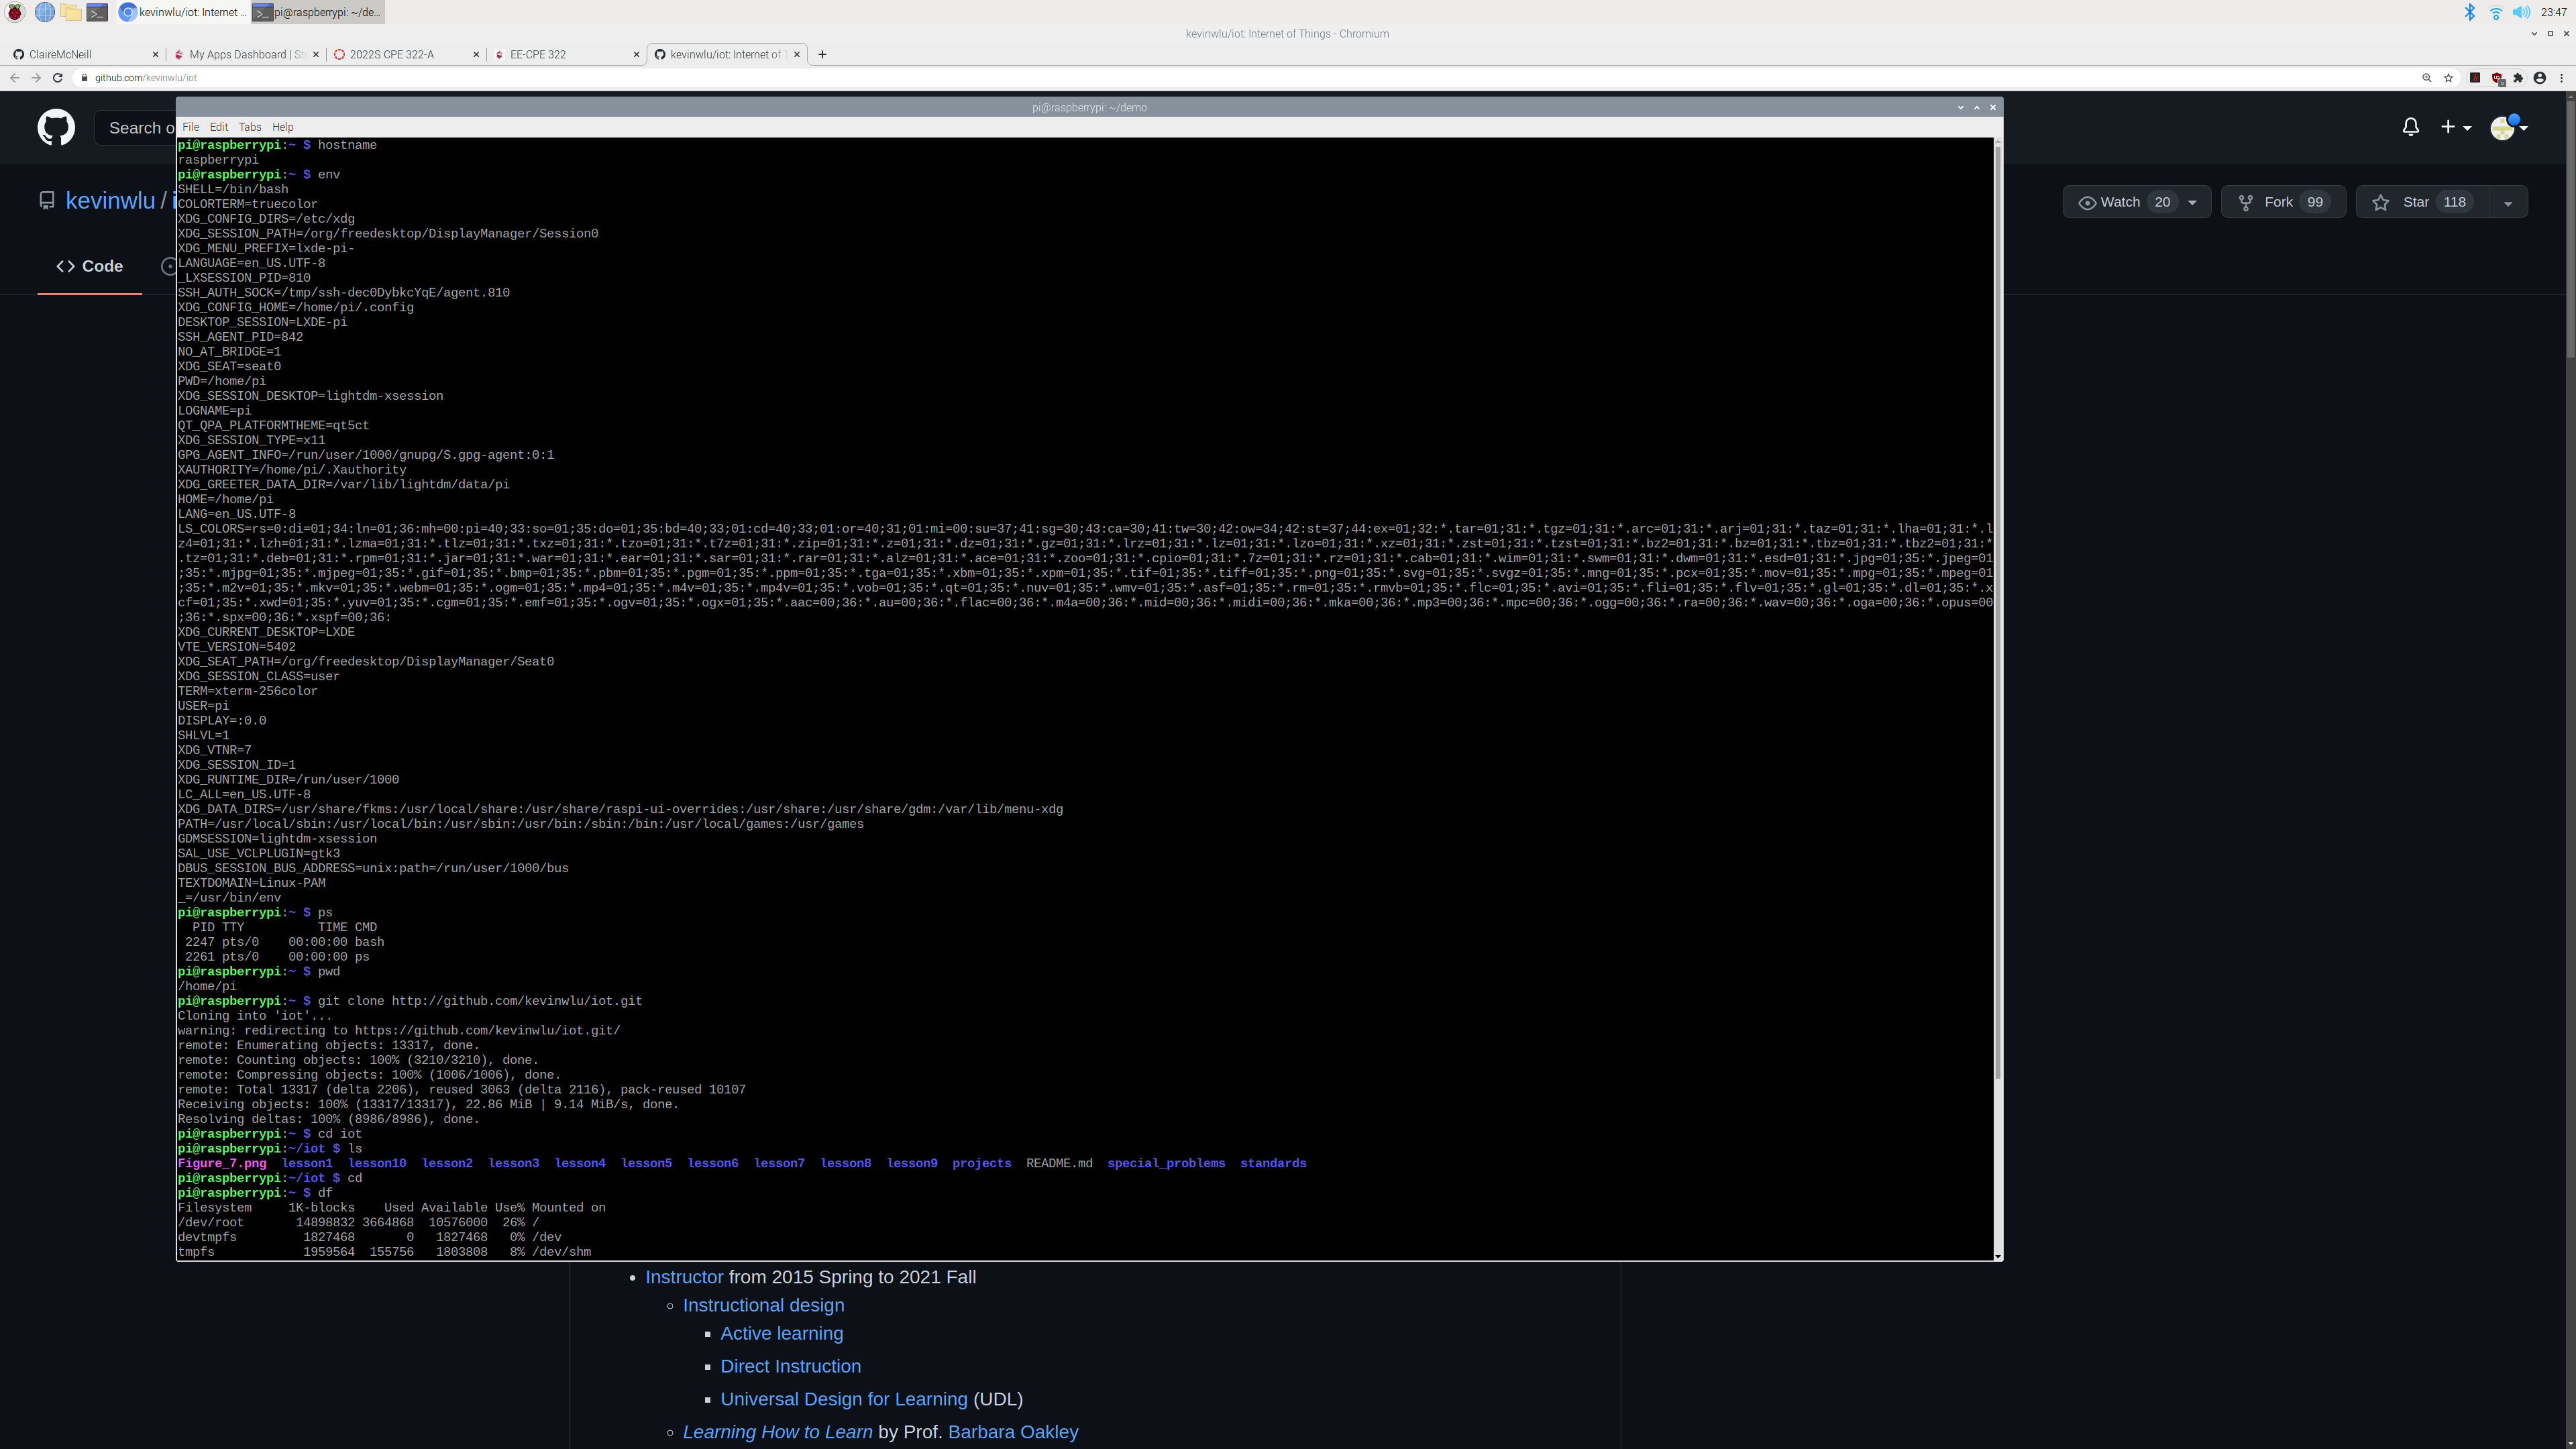 kevinwlu/iot: Internet ...
pi@raspberrypi: ~/de...
23:47
kevinwlu/iot: Internet of Things - Chromium
ClaireMcNeill
My Apps Dashboard | St
2022S CPE 322-A
EE-CPE 322
kevinwlu/iot: Internet of T
github.com/kevinwlu/iot
pi@raspberrypi: ~/demo
File Edit Tabs Help
Search o
kevinwlu /
Watch 20
Fork 99
Star 118
Code
pi@raspberrypi:~ $ hostname
raspberrypi
pi@raspberrypi:~ $ env
SHELL=/bin/bash
COLORTERM=truecolor
XDG_CONFIG_DIRS=/etc/xdg
XDG_SESSION_PATH=/org/freedesktop/DisplayManager/Session0
XDG_MENU_PREFIX=lxde-pi-
LANGUAGE=en_US.UTF-8
_LXSESSION_PID=810
SSH_AUTH_SOCK=/tmp/ssh-dec0DybkcYqE/agent.810
XDG_CONFIG_HOME=/home/pi/.config
DESKTOP_SESSION=LXDE-pi
SSH_AGENT_PID=842
NO_AT_BRIDGE=1
XDG_SEAT=seat0
PWD=/home/pi
XDG_SESSION_DESKTOP=lightdm-xsession
LOGNAME=pi
QT_QPA_PLATFORMTHEME=qt5ct
XDG_SESSION_TYPE=x11
GPG_AGENT_INFO=/run/user/1000/gnupg/S.gpg-agent:0:1
XAUTHORITY=/home/pi/.Xauthority
XDG_GREETER_DATA_DIR=/var/lib/lightdm/data/pi
HOME=/home/pi
LANG=en_US.UTF-8
LS_COLORS=rs=0:di=01;34:ln=01;36:mh=00:pi=40;33:so=01;35:do=01;35:bd=40;33;01:cd=40;33;01:or=40;31;01:mi=00:su=37;41:sg=30;43:ca=30;41:tw=30;42:ow=34;42:st=37;44:ex=01;32:*.tar=01;31:*.tgz=01;31:*.arc=01;31:*.arj=01;31:*.taz=01;31:*.lha=01;31:*.l
z4=01;31:*.lzh=01;31:*.lzma=01;31:*.tlz=01;31:*.txz=01;31:*.tzo=01;31:*.t7z=01;31:*.zip=01;31:*.z=01;31:*.dz=01;31:*.gz=01;31:*.lrz=01;31:*.lz=01;31:*.lzo=01;31:*.xz=01;31:*.zst=01;31:*.tzst=01;31:*.bz2=01;31:*.bz=01;31:*.tbz=01;31:*.tbz2=01;31:*
.tz=01;31:*.deb=01;31:*.rpm=01;31:*.jar=01;31:*.war=01;31:*.ear=01;31:*.sar=01;31:*.rar=01;31:*.alz=01;31:*.ace=01;31:*.zoo=01;31:*.cpio=01;31:*.7z=01;31:*.rz=01;31:*.cab=01;31:*.wim=01;31:*.swm=01;31:*.dwm=01;31:*.esd=01;31:*.jpg=01;35:*.jpeg=01
;35:*.mjpg=01;35:*.mjpeg=01;35:*.gif=01;35:*.bmp=01;35:*.pbm=01;35:*.pgm=01;35:*.ppm=01;35:*.tga=01;35:*.xbm=01;35:*.xpm=01;35:*.tif=01;35:*.tiff=01;35:*.png=01;35:*.svg=01;35:*.svgz=01;35:*.mng=01;35:*.pcx=01;35:*.mov=01;35:*.mpg=01;35:*.mpeg=01
;35:*.m2v=01;35:*.mkv=01;35:*.webm=01;35:*.ogm=01;35:*.mp4=01;35:*.m4v=01;35:*.mp4v=01;35:*.vob=01;35:*.qt=01;35:*.nuv=01;35:*.wmv=01;35:*.asf=01;35:*.rm=01;35:*.rmvb=01;35:*.flc=01;35:*.avi=01;35:*.fli=01;35:*.flv=01;35:*.gl=01;35:*.dl=01;35:*.x
cf=01;35:*.xwd=01;35:*.yuv=01;35:*.cgm=01;35:*.emf=01;35:*.ogv=01;35:*.ogx=01;35:*.aac=00;36:*.au=00;36:*.flac=00;36:*.m4a=00;36:*.mid=00;36:*.midi=00;36:*.mka=00;36:*.mp3=00;36:*.mpc=00;36:*.ogg=00;36:*.ra=00;36:*.wav=00;36:*.oga=00;36:*.opus=00
;36:*.spx=00;36:*.xspf=00;36:
XDG_CURRENT_DESKTOP=LXDE
VTE_VERSION=5402
XDG_SEAT_PATH=/org/freedesktop/DisplayManager/Seat0
XDG_SESSION_CLASS=user
TERM=xterm-256color
USER=pi
DISPLAY=:0.0
SHLVL=1
XDG_VTNR=7
XDG_SESSION_ID=1
XDG_RUNTIME_DIR=/run/user/1000
LC_ALL=en_US.UTF-8
XDG_DATA_DIRS=/usr/share/fkms:/usr/local/share:/usr/share/raspi-ui-overrides:/usr/share:/usr/share/gdm:/var/lib/menu-xdg
PATH=/usr/local/sbin:/usr/local/bin:/usr/sbin:/usr/bin:/sbin:/bin:/usr/local/games:/usr/games
GDMSESSION=lightdm-xsession
SAL_USE_VCLPLUGIN=gtk3
DBUS_SESSION_BUS_ADDRESS=unix:path=/run/user/1000/bus
TEXTDOMAIN=Linux-PAM
_=/usr/bin/env
pi@raspberrypi:~ $ ps
  PID TTY          TIME CMD
 2247 pts/0    00:00:00 bash
 2261 pts/0    00:00:00 ps
pi@raspberrypi:~ $ pwd
/home/pi
pi@raspberrypi:~ $ git clone http://github.com/kevinwlu/iot.git
Cloning into 'iot'...
warning: redirecting to https://github.com/kevinwlu/iot.git/
remote: Enumerating objects: 13317, done.
remote: Counting objects: 100% (3210/3210), done.
remote: Compressing objects: 100% (1006/1006), done.
remote: Total 13317 (delta 2206), reused 3063 (delta 2116), pack-reused 10107
Receiving objects: 100% (13317/13317), 22.86 MiB | 9.14 MiB/s, done.
Resolving deltas: 100% (8986/8986), done.
pi@raspberrypi:~ $ cd iot
pi@raspberrypi:~/iot $ ls
Figure_7.png  lesson1  lesson10  lesson2  lesson3  lesson4  lesson5  lesson6  lesson7  lesson8  lesson9  projects  README.md  special_problems  standards
pi@raspberrypi:~/iot $ cd
pi@raspberrypi:~ $ df
Filesystem     1K-blocks    Used Available Use% Mounted on
/dev/root       14898832 3664868  10576000  26% /
devtmpfs         1827468       0   1827468   0% /dev
tmpfs            1959564  155756   1803808   8% /dev/shm
Instructor from 2015 Spring to 2021 Fall
Instructional design
Active learning
Direct Instruction
Universal Design for Learning (UDL)
Learning How to Learn by Prof. Barbara Oakley